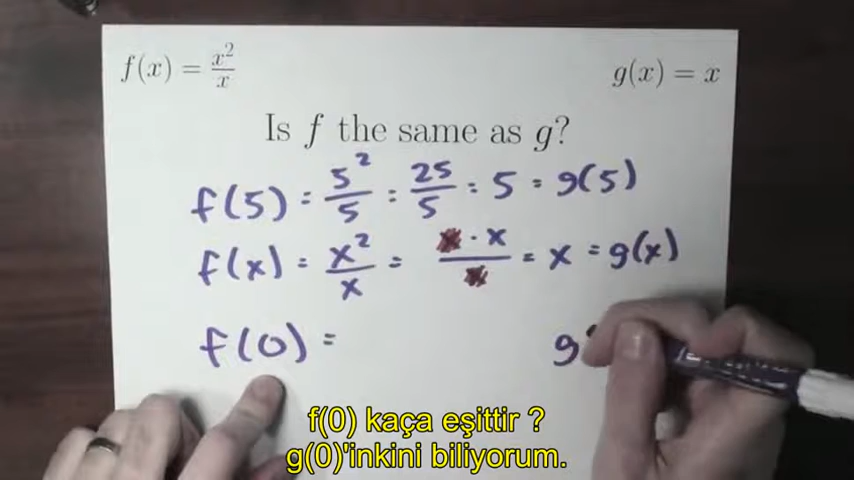 f(x) = x²/x
g(x) = x
Is f the same as g?
f(5) = 5²/5 = 25/5 = 5 = g(5)
f(x) = x²/x = x·x/x = x = g(x)
f(0) = g
f(0) kaça eşittir ?
g(0)'inkini biliyorum.